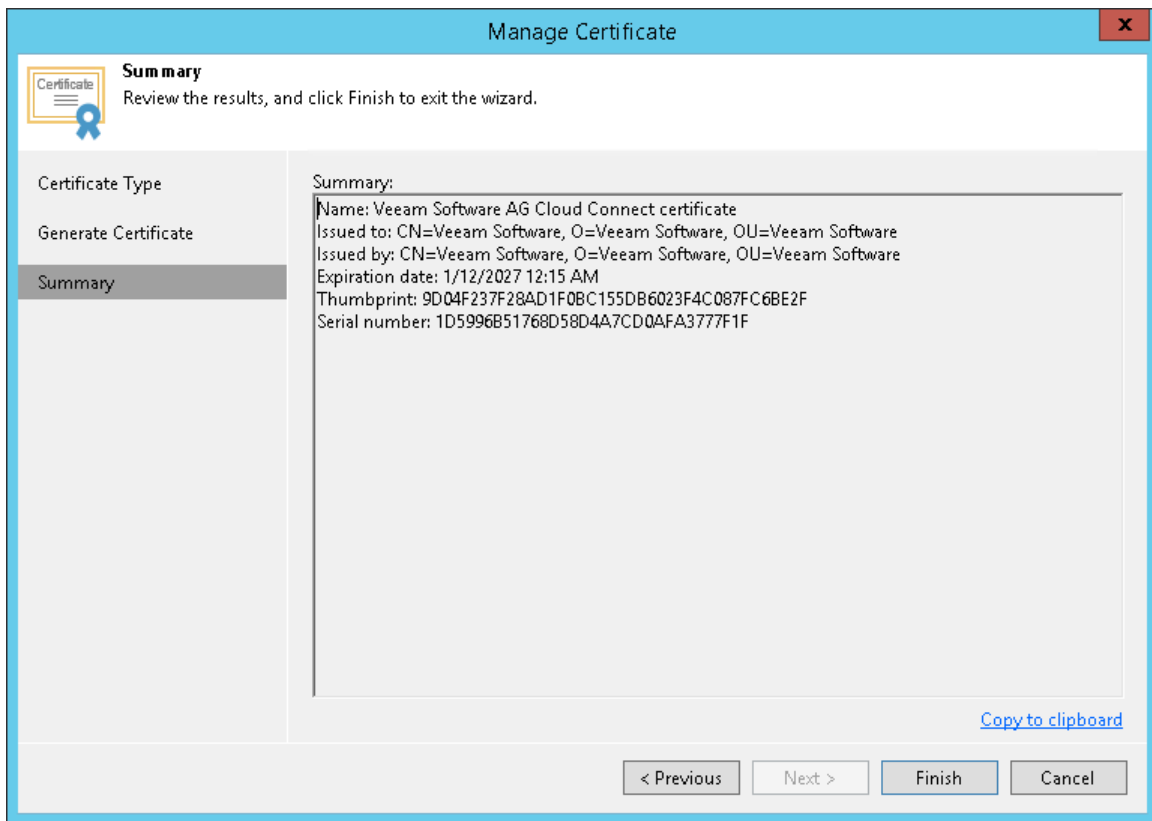 Manage Certificate
x
Certificate
Summary
Review the results, and click Finish to exit the wizard.
Certificate Type
Generate Certificate
Summary
Summary:
Name: Veeam Software AG Cloud Connect certificate
Issued to: CN=Veeam Software, O=Veeam Software, OU=Veeam Software
Issued by: CN=Veeam Software, O=Veeam Software, OU=Veeam Software
Expiration date: 1/12/2027 12:15 AM
Thumbprint: 9D04F237F28AD1F0BC155DB6023F4C087FC6BE2F
Serial number: 1D5996B51768D58D4A7CD0AFA3777F1F
Copy to clipboard
< Previous
Next >
Finish
Cancel